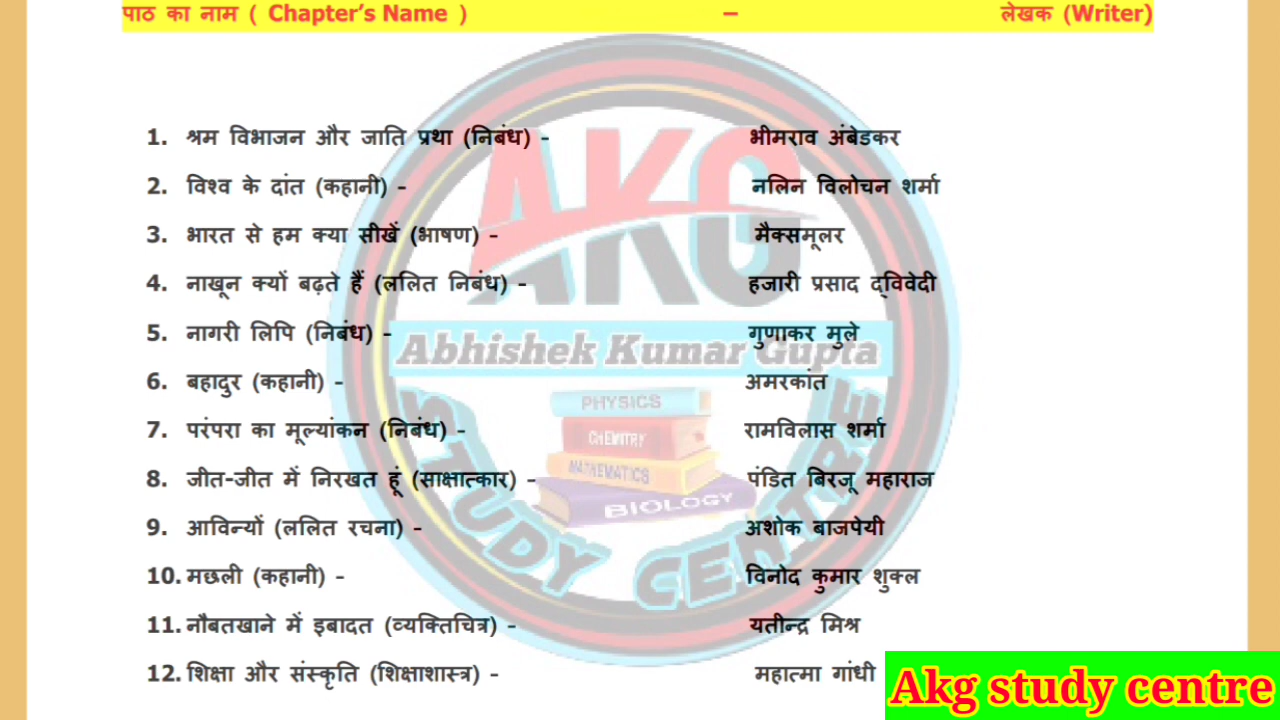 पाठ का नाम ( Chapter’s Name ) – लेखक (Writer)
1. श्रम विभाजन और जाति प्रथा (निबंध) - भीमराव अंबेडकर
2. विश्व के दांत (कहानी) - नलिन विलोचन शर्मा
3. भारत से हम क्या सीखें (भाषण) - मैक्समूलर
4. नाखून क्यों बढ़ते हैं (ललित निबंध) - हजारी प्रसाद द्विवेदी
5. नागरी लिपि (निबंध) - गुणाकर मुले
6. बहादुर (कहानी) - अमरकांत
7. परंपरा का मूल्यांकन (निबंध) - रामविलास शर्मा
8. जीत-जीत में निरखत हूं (साक्षात्कार) - पंडित बिरजू महाराज
9. आविन्यों (ललित रचना) - अशोक बाजपेयी
10. मछली (कहानी) - विनोद कुमार शुक्ल
11. नौबतखाने में इबादत (व्यक्तिचित्र) - यतीन्द्र मिश्र
12. शिक्षा और संस्कृति (शिक्षाशास्त्र) - महात्मा गांधी
AKG
Abhishek Kumar Gupta
PHYSICS
CHEMITRY
MATHEMATICS
BIOLOGY
STUDY CENTRE
Akg study centre